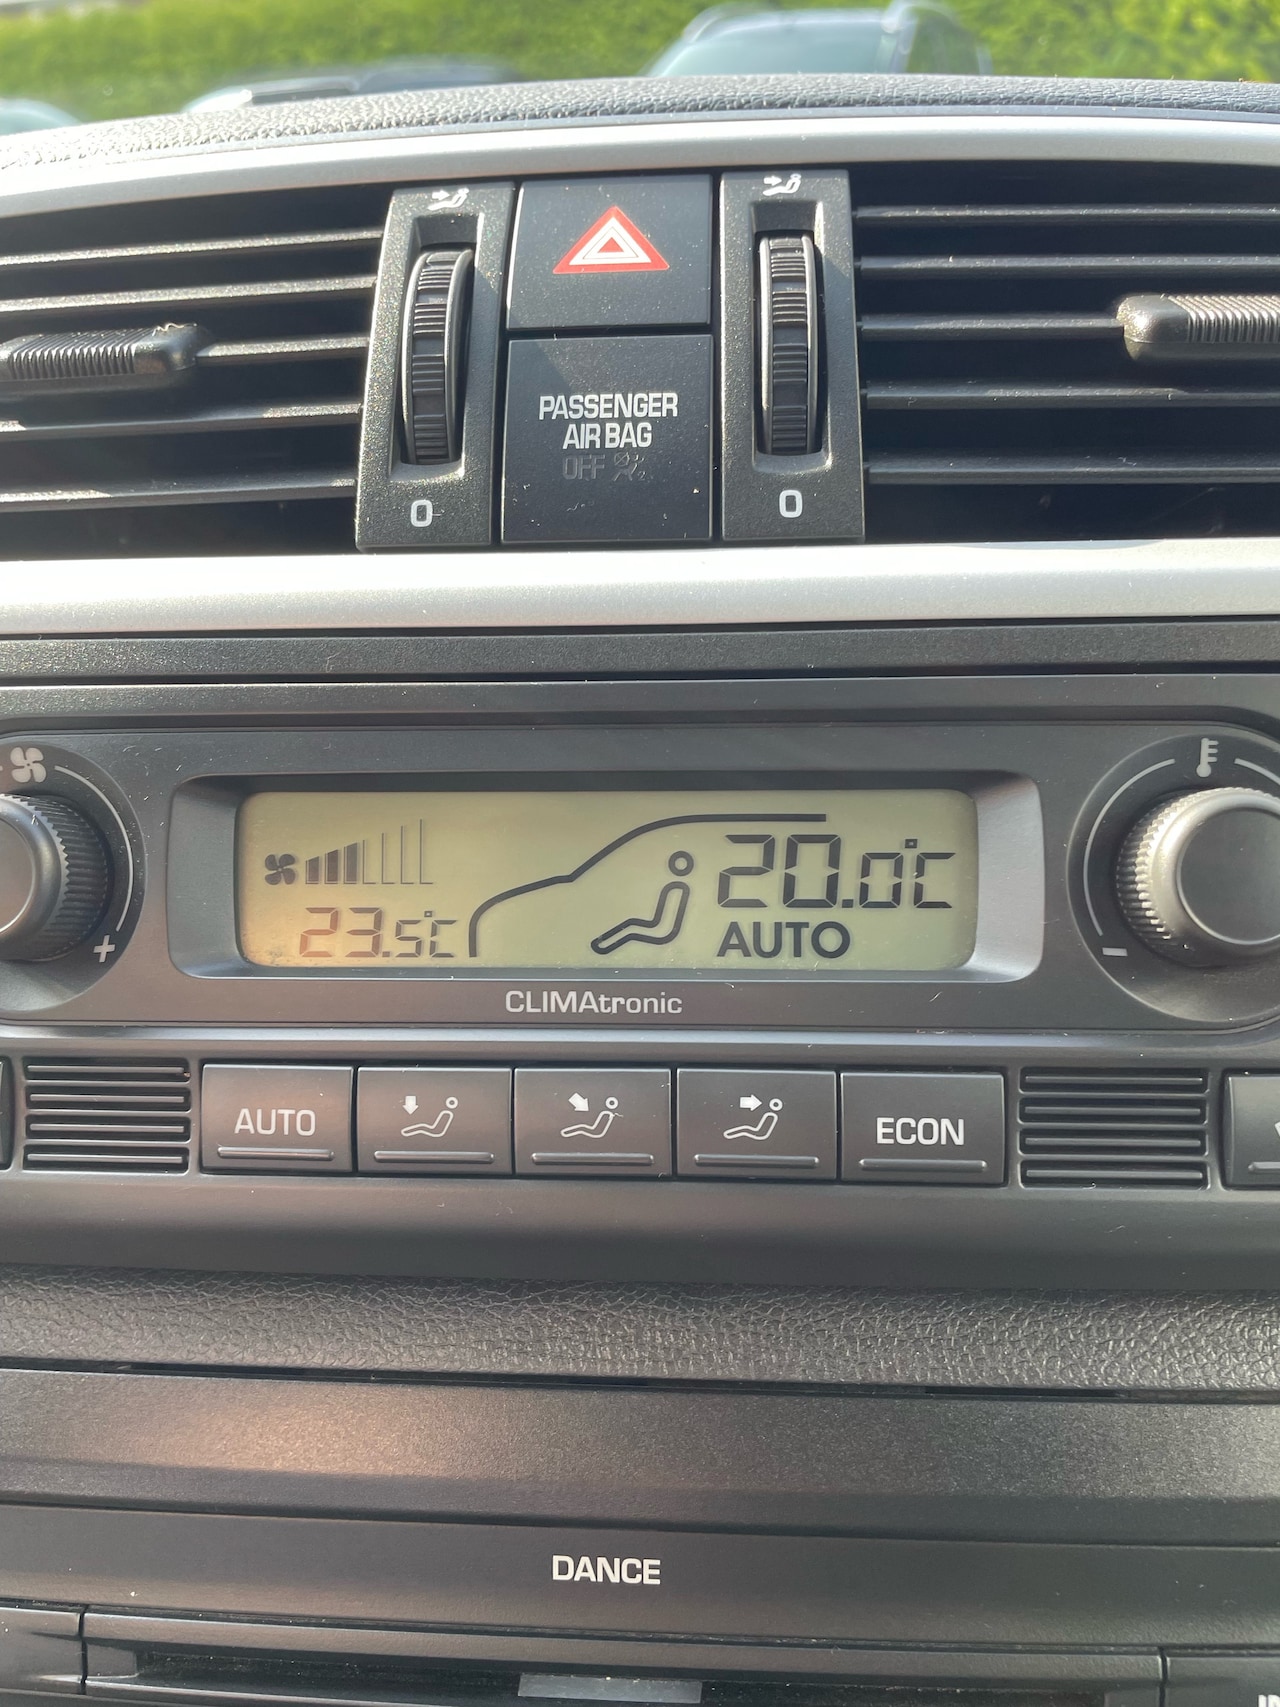 PASSENGER
AIR BAG
OFF
0
0
+
23.5°C
20.0°C
AUTO
-
CLIMAtronic
AUTO
ECON
DANCE